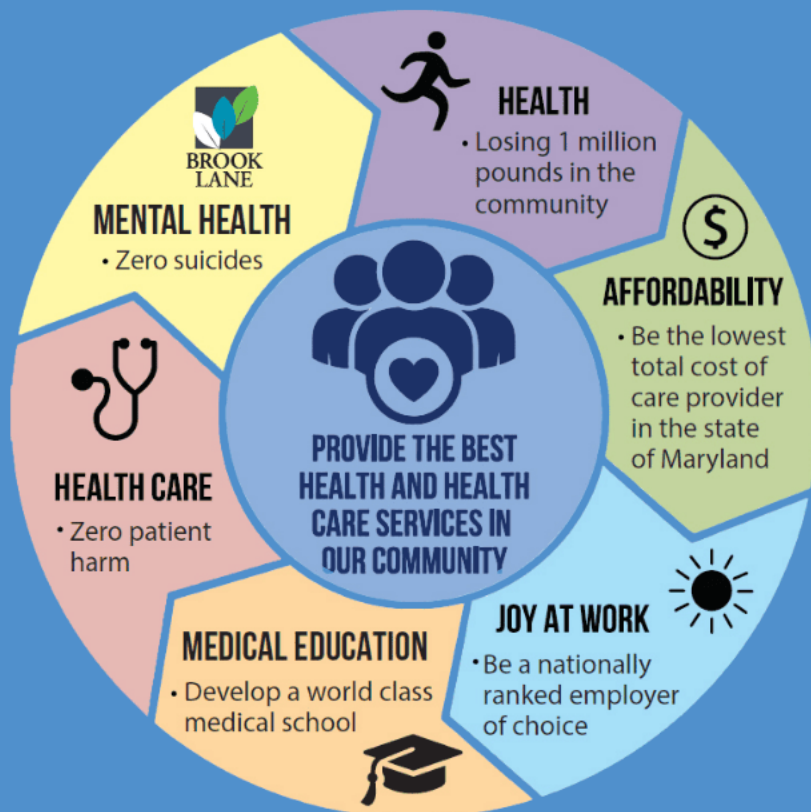 HEALTH
• Losing 1 million
pounds in the
community
$
AFFORDABILITY
• Be the lowest
total cost of
care provider
in the state
of Maryland
JOY AT WORK
• Be a nationally
ranked employer
of choice
MEDICAL EDUCATION
• Develop a world class
medical school
HEALTH CARE
• Zero patient
harm
BROOK
LANE
MENTAL HEALTH
• Zero suicides
PROVIDE THE BEST
HEALTH AND HEALTH
CARE SERVICES IN
OUR COMMUNITY